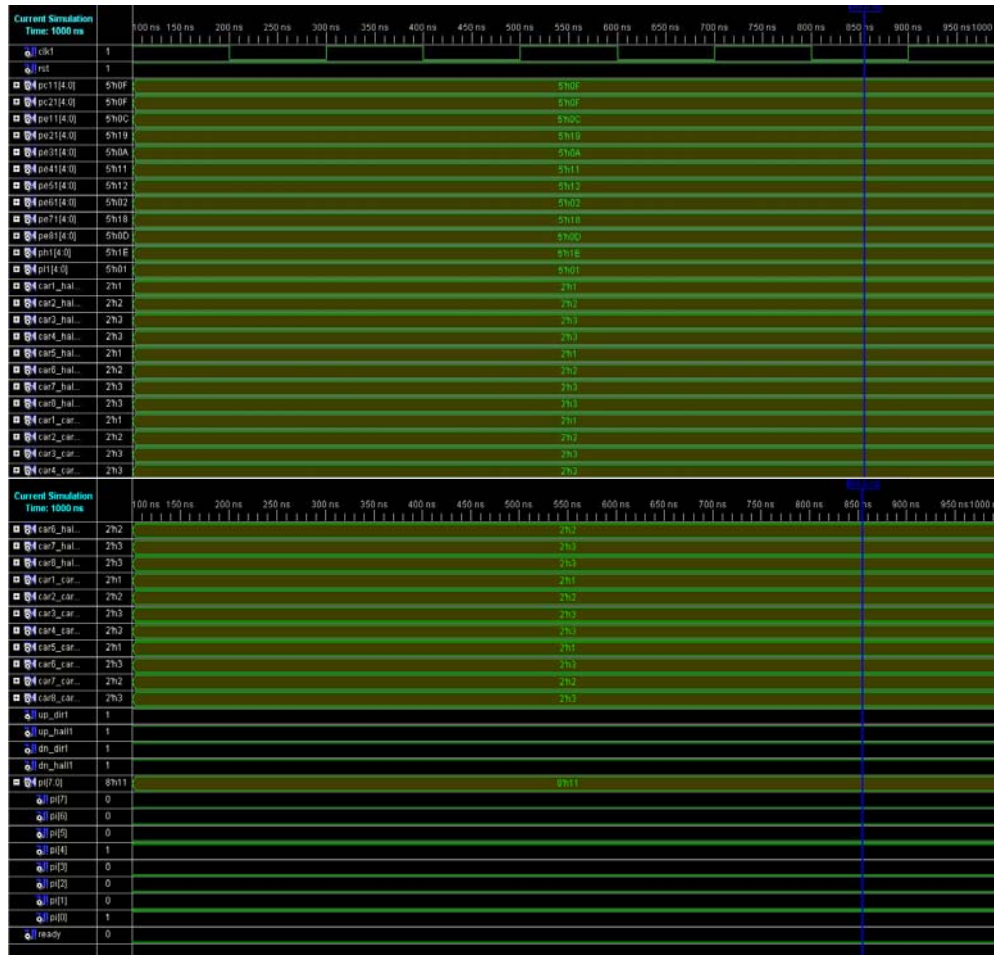 Current Simulation
Time: 1000 ns
100 ns 150 ns 200 ns 250 ns 300 ns 350 ns 400 ns 450 ns 500 ns 550 ns 600 ns 650 ns 700 ns 750 ns 800 ns 850 ns 900 ns 950 ns 1000
clk1 1
rst 1
pc11[4:0] 5'h0F 5'h0F
pc21[4:0] 5'h0F 5'h0F
pe11[4:0] 5'h0C 5'h0C
pe21[4:0] 5'h19 5'h19
pe31[4:0] 5'h0A 5'h0A
pe41[4:0] 5'h11 5'h11
pe51[4:0] 5'h12 5'h12
pe61[4:0] 5'h02 5'h02
pe71[4:0] 5'h18 5'h18
pe81[4:0] 5'h0D 5'h0D
ph1[4:0] 5'h1E 5'h1E
pl1[4:0] 5'h01 5'h01
car1_hal... 2'h1 2'h1
car2_hal... 2'h2 2'h2
car3_hal... 2'h3 2'h3
car4_hal... 2'h3 2'h3
car5_hal... 2'h1 2'h1
car6_hal... 2'h2 2'h2
car7_hal... 2'h3 2'h3
car8_hal... 2'h3 2'h3
car1_car... 2'h1 2'h1
car2_car... 2'h2 2'h2
car3_car... 2'h3 2'h3
car4_car... 2'h3 2'h3
Current Simulation
Time: 1000 ns
100 ns 150 ns 200 ns 250 ns 300 ns 350 ns 400 ns 450 ns 500 ns 550 ns 600 ns 650 ns 700 ns 750 ns 800 ns 850 ns 900 ns 950 ns 1000
car6_hal... 2'h2 2'h2
car7_hal... 2'h3 2'h3
car8_hal... 2'h3 2'h3
car1_car... 2'h1 2'h1
car2_car... 2'h2 2'h2
car3_car... 2'h3 2'h3
car4_car... 2'h3 2'h3
car5_car... 2'h1 2'h1
car6_car... 2'h3 2'h3
car7_car... 2'h2 2'h2
car8_car... 2'h3 2'h3
up_dir1 1
up_hall1 1
dn_dir1 1
dn_hall1 1
pi[7:0] 8'h11 8'h11
pi[7] 0
pi[6] 0
pi[5] 0
pi[4] 1
pi[3] 0
pi[2] 0
pi[1] 0
pi[0] 1
ready 0